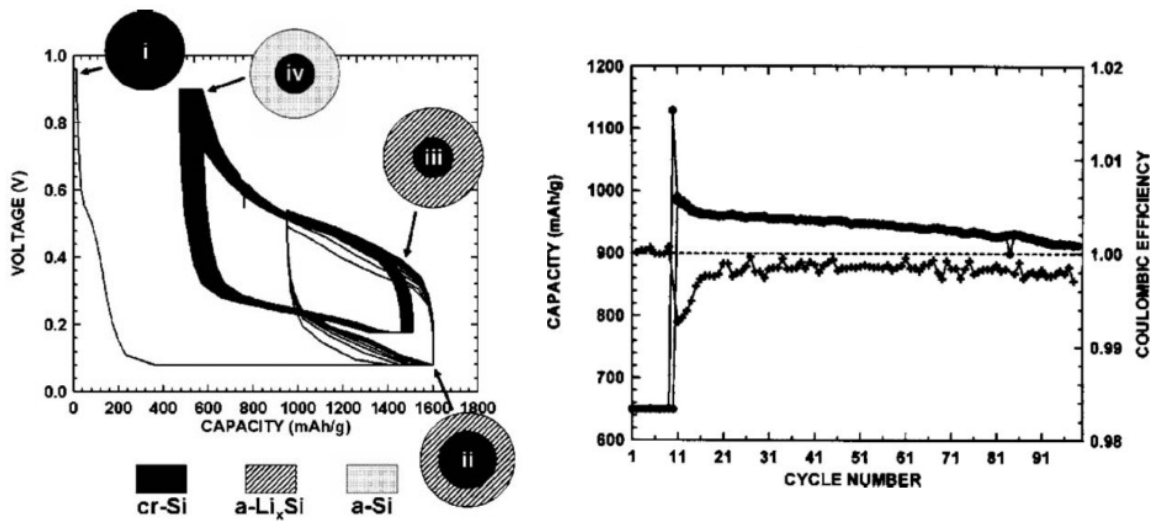 i
iv
iii
ii
1.0
0.8
0.6
0.4
0.2
0.0
VOLTAGE (V)
0 200 400 600 800 1000 1200 1400 1600 1800
CAPACITY (mAh/g)
cr-Si a-LiₓSi a-Si
1200
1100
1000
900
800
700
600
CAPACITY (mAh/g)
1.02
1.01
1.00
0.99
0.98
COULOMBIC EFFICIENCY
1 11 21 31 41 51 61 71 81 91
CYCLE NUMBER